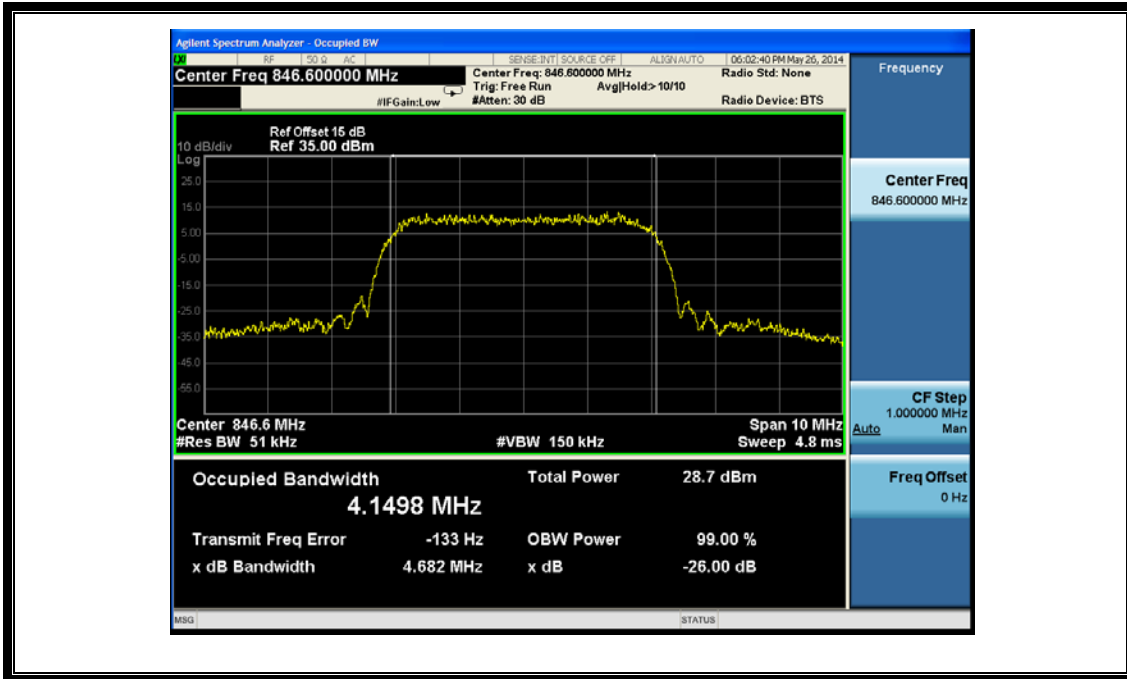 Agilent Spectrum Analyzer - Occupied BW
LXI RF 50 Ω AC SENSE:INT SOURCE OFF ALIGN AUTO 06:02:40 PM May 26, 2014
Center Freq 846.600000 MHz
Center Freq: 846.600000 MHz
Radio Std: None
Trig: Free Run
Avg|Hold:> 10/10
#IFGain:Low
#Atten: 30 dB
Radio Device: BTS
Ref Offset 15 dB
10 dB/div
Ref 35.00 dBm
Log
25.0
15.0
5.00
-5.00
-15.0
-25.0
-35.0
-45.0
-55.0
Center 846.6 MHz
Span 10 MHz
#Res BW 51 kHz
#VBW 150 kHz
Sweep 4.8 ms
Occupied Bandwidth
4.1498 MHz
Total Power
28.7 dBm
Transmit Freq Error
-133 Hz
OBW Power
99.00 %
x dB Bandwidth
4.682 MHz
x dB
-26.00 dB
MSG
STATUS
Frequency
Center Freq
846.600000 MHz
CF Step
1.000000 MHz
Auto
Man
Freq Offset
0 Hz